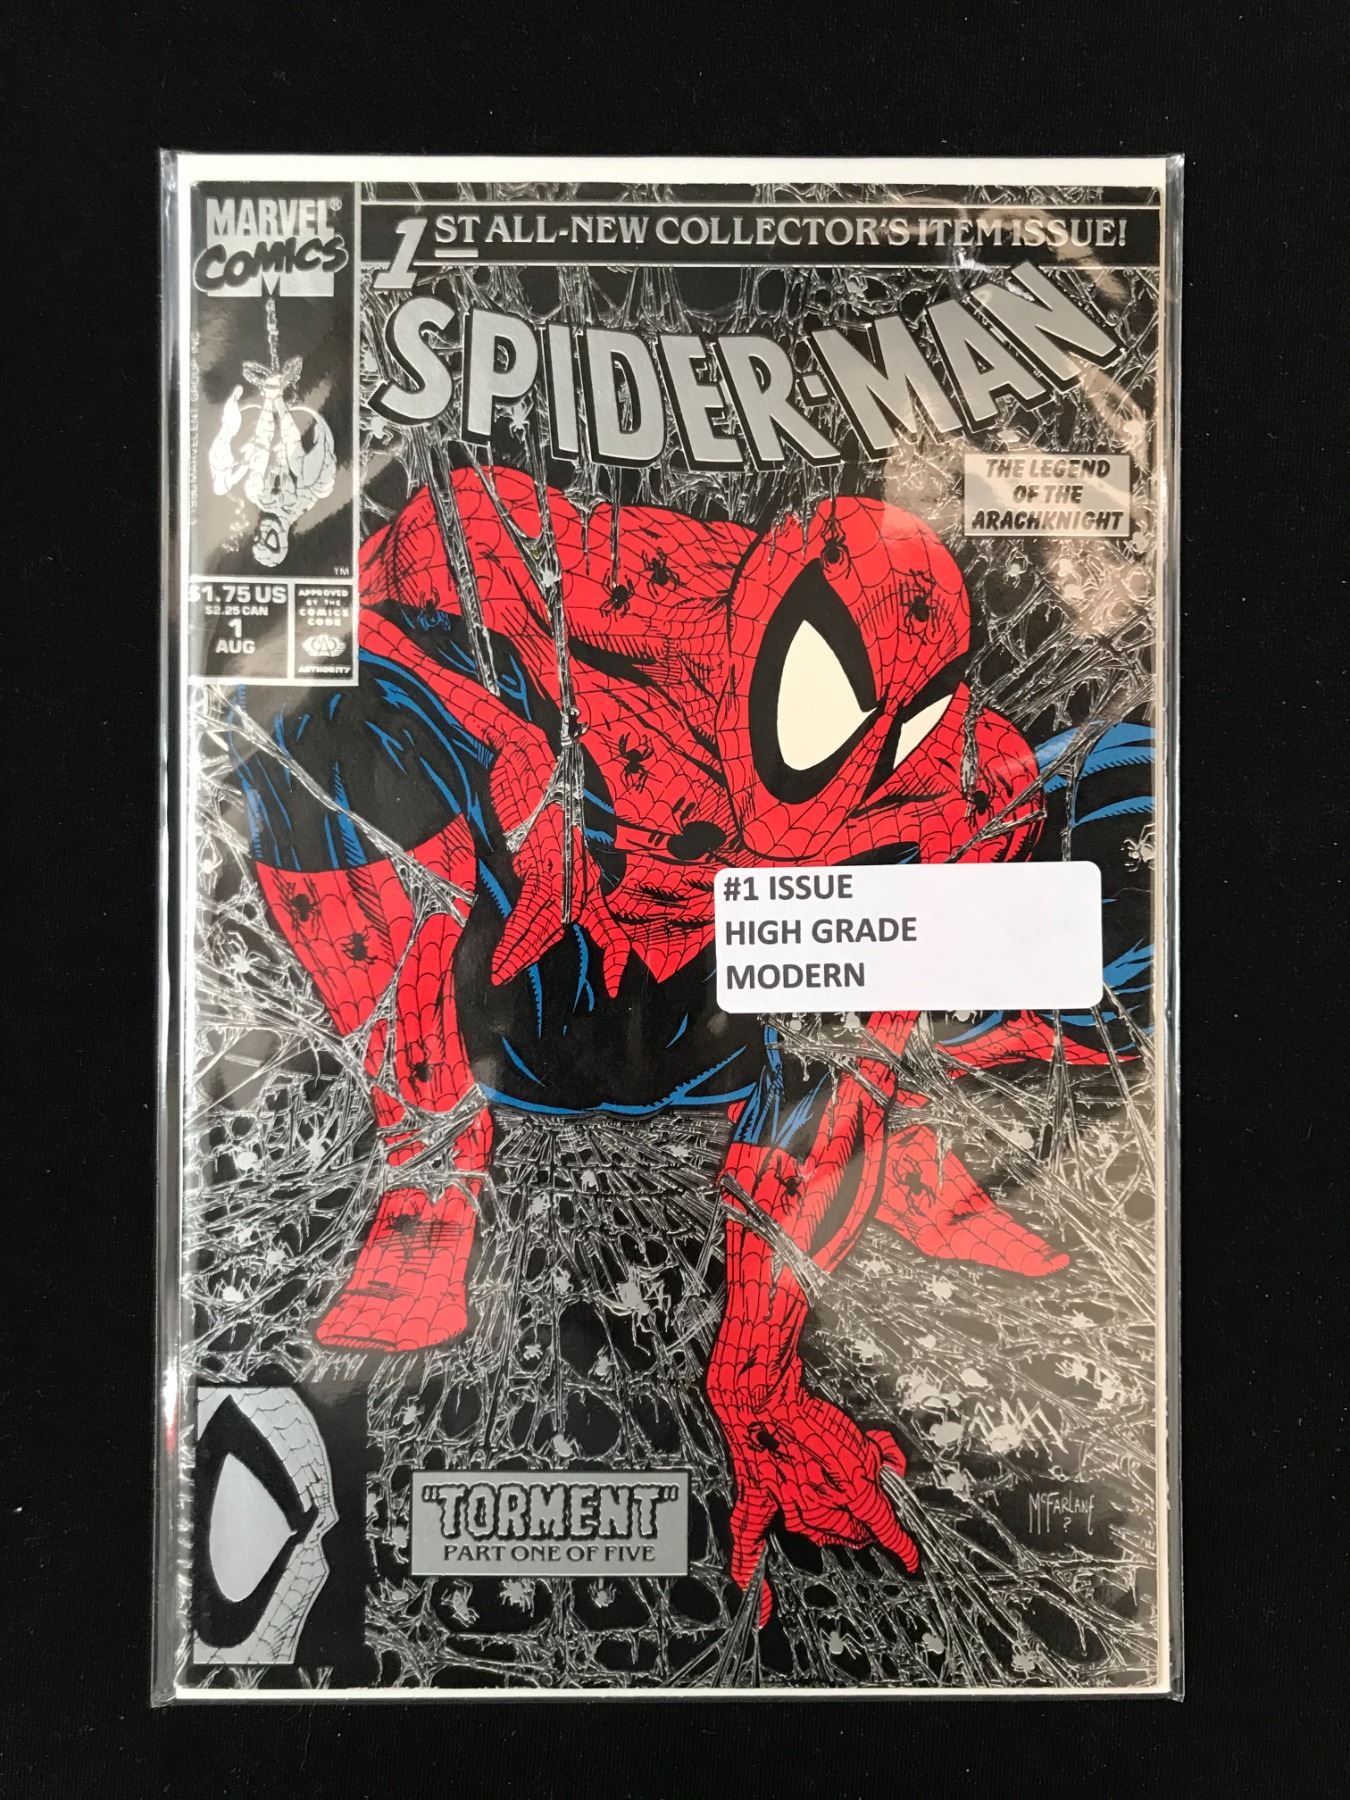 MARVEL®
COMICS
1ST ALL-NEW COLLECTOR'S ITEM ISSUE!
SPIDER-MAN
THE LEGEND
OF THE
ARACHKNIGHT
TM
$1.75 US
$2.25 CAN
1
AUG
APPROVED
BY THE
COMICS
CODE
AUTHORITY
#1 ISSUE
HIGH GRADE
MODERN
McFARLANE
"TORMENT"
PART ONE OF FIVE